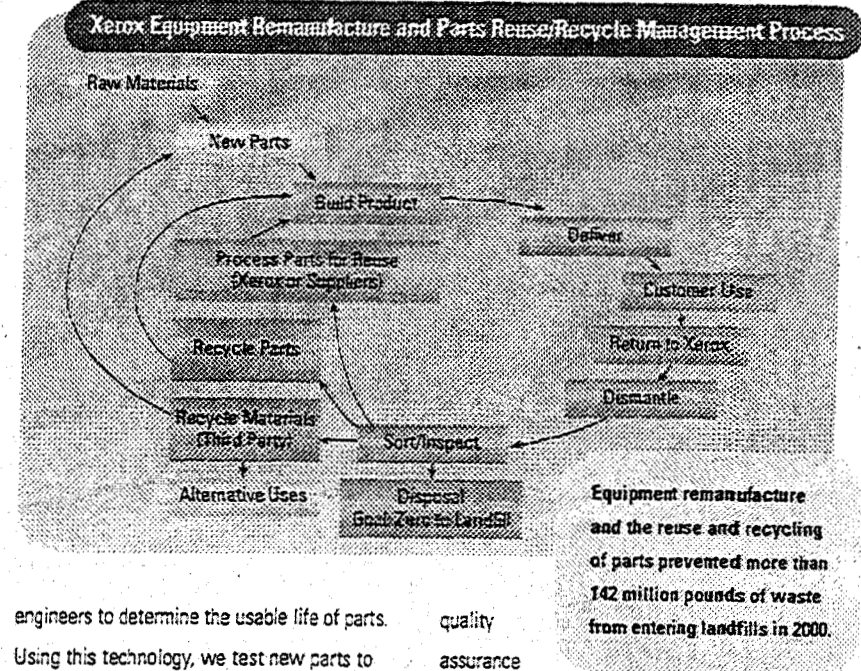 Xerox Equipment Remanufacture and Parts Reuse/Recycle Management Process
Raw Materials
New Parts
Build Product
Deliver
Process Parts for Reuse
(Xerox or Suppliers)
Customer Use
Recycle Parts
Return to Xerox
Dismantle
Recycle Materials
(Third Party)
Sort/Inspect
Alternative Uses
Disposal
Goal: Zero to Landfill
Equipment remanufacture
and the reuse and recycling
of parts prevented more than
142 million pounds of waste
from entering landfills in 2000.
engineers to determine the usable life of parts.
Using this technology, we test new parts to
quality
assurance